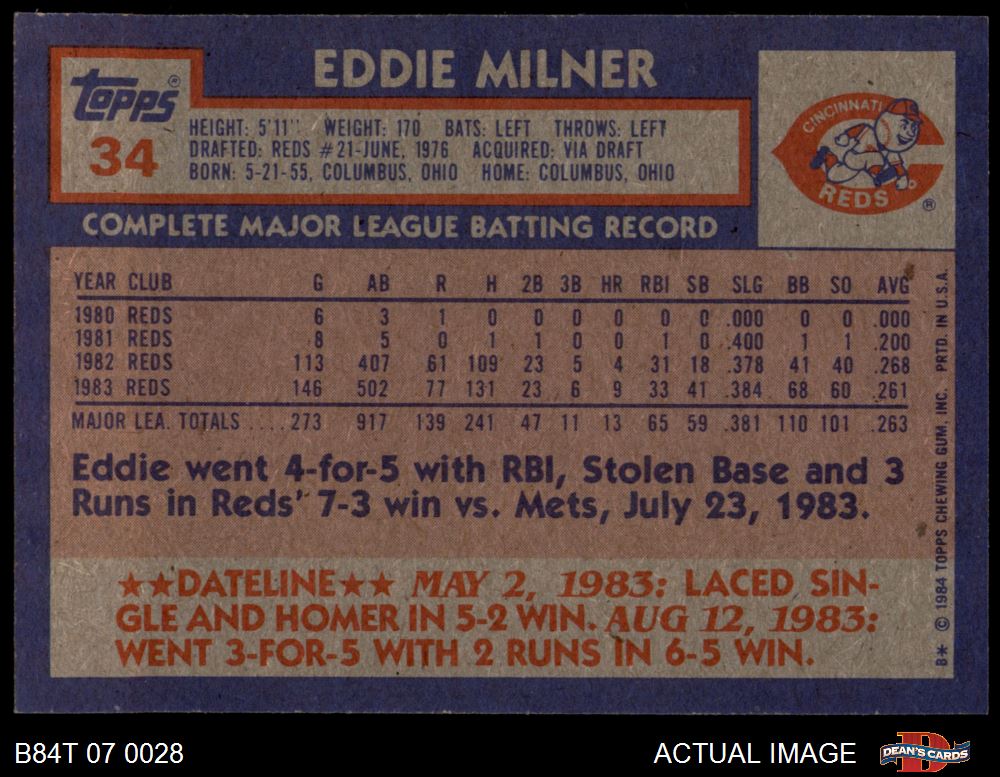 EDDIE MILNER
Topps®
34
HEIGHT: 5'11" WEIGHT: 170 BATS: LEFT THROWS: LEFT
DRAFTED: REDS #21-JUNE, 1976 ACQUIRED: VIA DRAFT
BORN: 5-21-55, COLUMBUS, OHIO HOME: COLUMBUS, OHIO
CINCINNATI
REDS
®
COMPLETE MAJOR LEAGUE BATTING RECORD
YEAR CLUB G AB R H 2B 3B HR RBI SB SLG BB SO AVG
1980 REDS 6 3 1 0 0 0 0 0 0 .000 0 0 .000
1981 REDS 8 5 0 1 1 0 0 1 0 .400 1 1 .200
1982 REDS 113 407 61 109 23 5 4 31 18 .378 41 40 .268
1983 REDS 146 502 77 131 23 6 9 33 41 .384 68 60 .261
MAJOR LEA. TOTALS .... 273 917 139 241 47 11 13 65 59 .381 110 101 .263
Eddie went 4-for-5 with RBI, Stolen Base and 3
Runs in Reds' 7-3 win vs. Mets, July 23, 1983.
★★DATELINE★★ MAY 2, 1983: LACED SIN-
GLE AND HOMER IN 5-2 WIN. AUG 12, 1983:
WENT 3-FOR-5 WITH 2 RUNS IN 6-5 WIN.
B* © 1984 TOPPS CHEWING GUM, INC. PRTD. IN U.S.A.
B84T 07 0028
ACTUAL IMAGE
DEAN'S CARDS